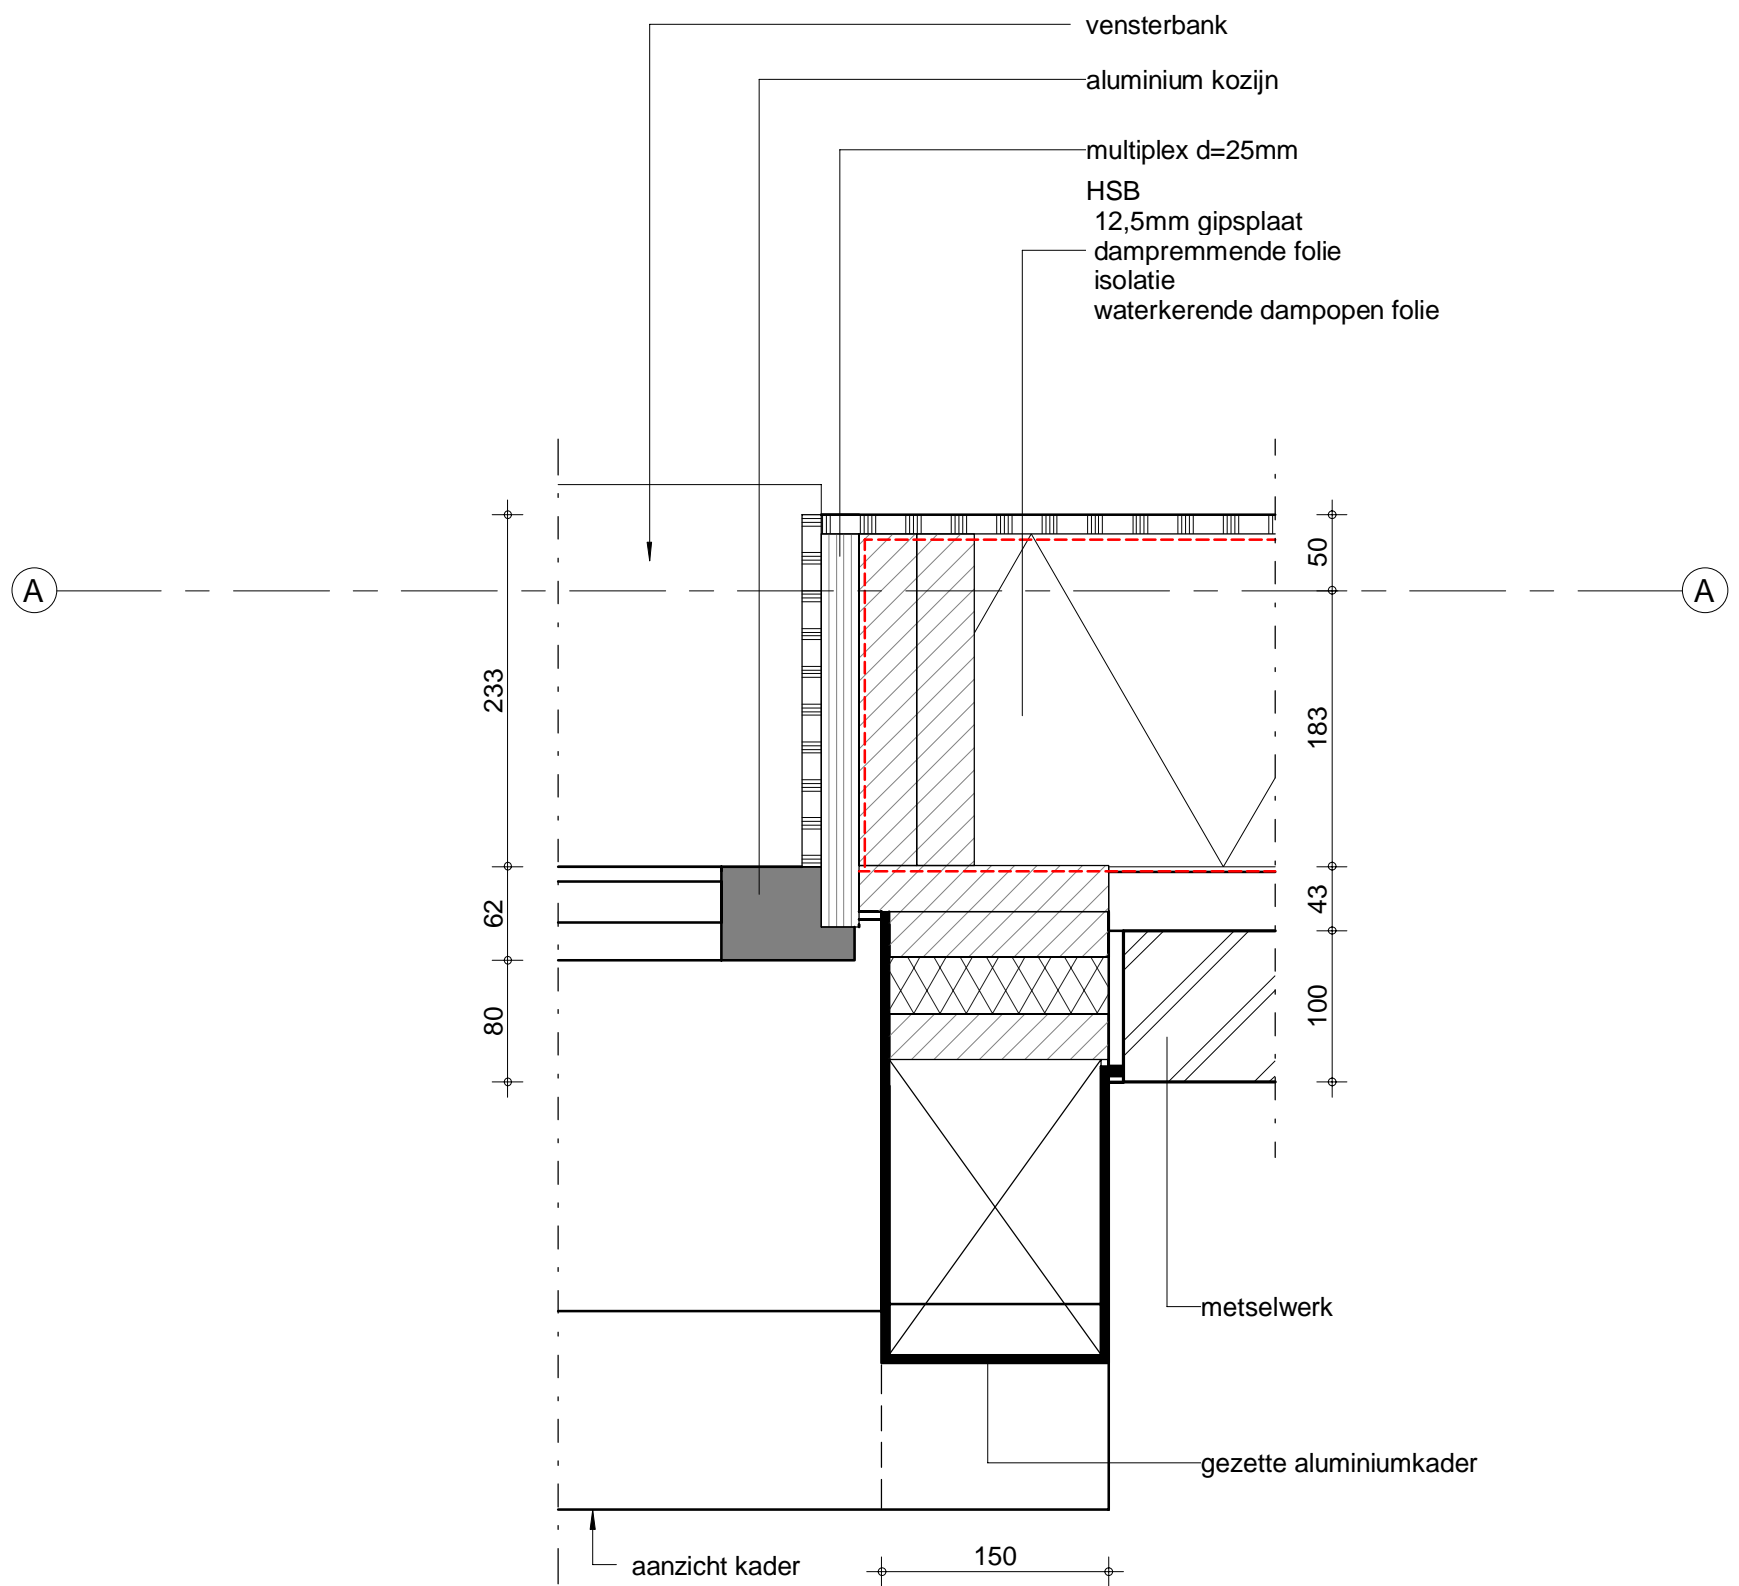 vensterbank
aluminium kozijn
multiplex d=25mm
HSB
12,5mm gipsplaat
dampremmende folie
isolatie
waterkerende dampopen folie
50
A
A
233
183
62
43
80
100
metselwerk
gezette aluminiumkader
aanzicht kader
150